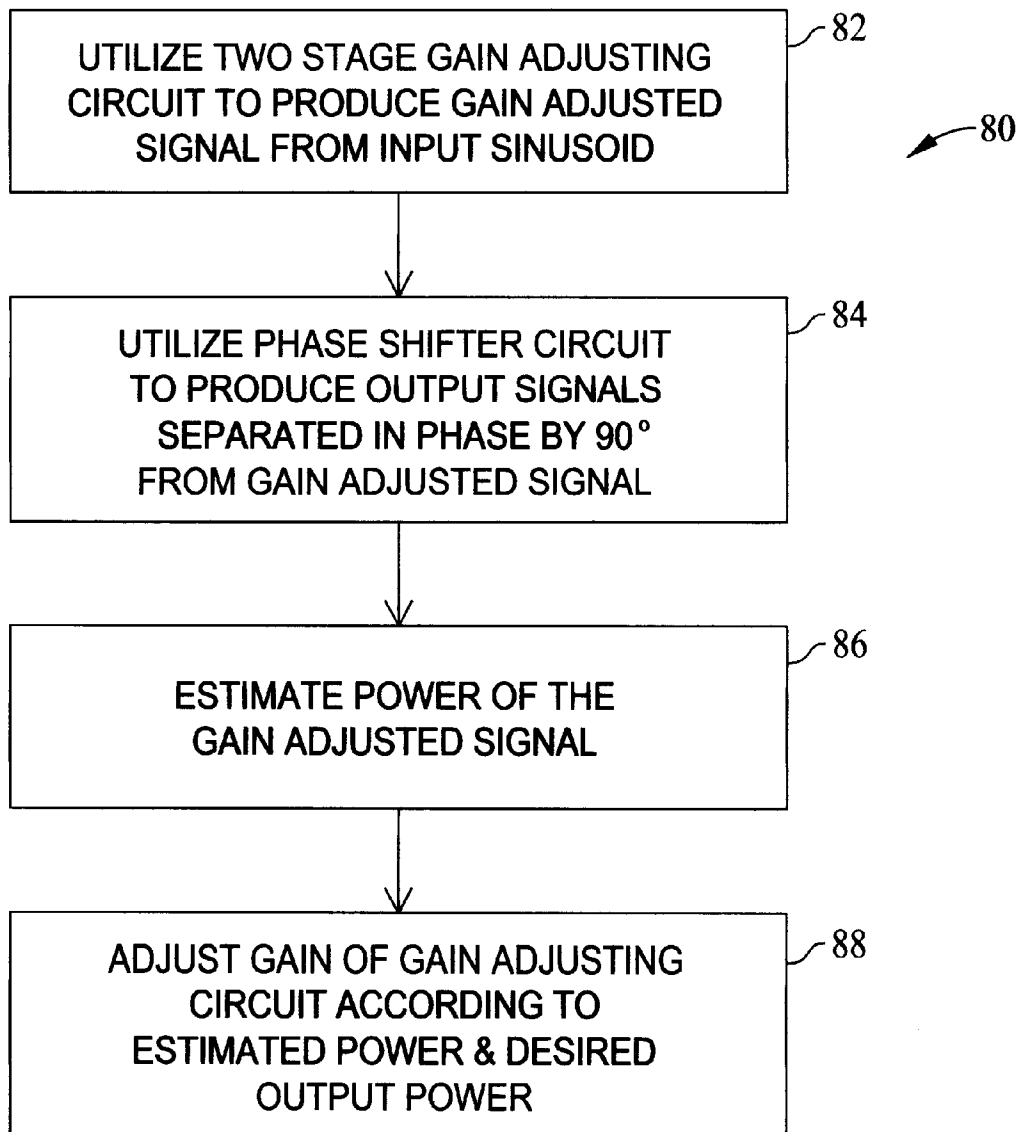 82
UTILIZE TWO STAGE GAIN ADJUSTING
CIRCUIT TO PRODUCE GAIN ADJUSTED
SIGNAL FROM INPUT SINUSOID
80
84
UTILIZE PHASE SHIFTER CIRCUIT
TO PRODUCE OUTPUT SIGNALS
SEPARATED IN PHASE BY 90°
FROM GAIN ADJUSTED SIGNAL
86
ESTIMATE POWER OF THE
GAIN ADJUSTED SIGNAL
88
ADJUST GAIN OF GAIN ADJUSTING
CIRCUIT ACCORDING TO
ESTIMATED POWER & DESIRED
OUTPUT POWER